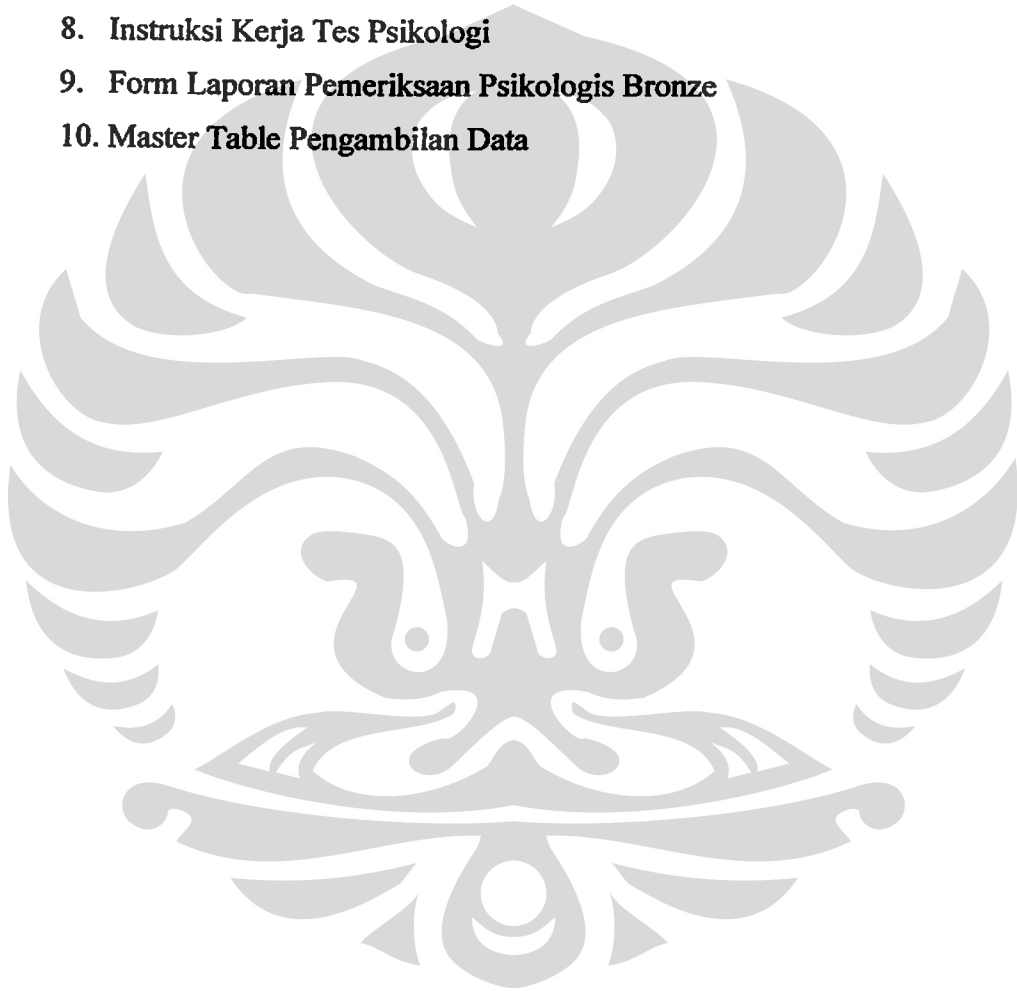 8. Instruksi Kerja Tes Psikologi
9. Form Laporan Pemeriksaan Psikologis Bronze
10. Master Table Pengambilan Data